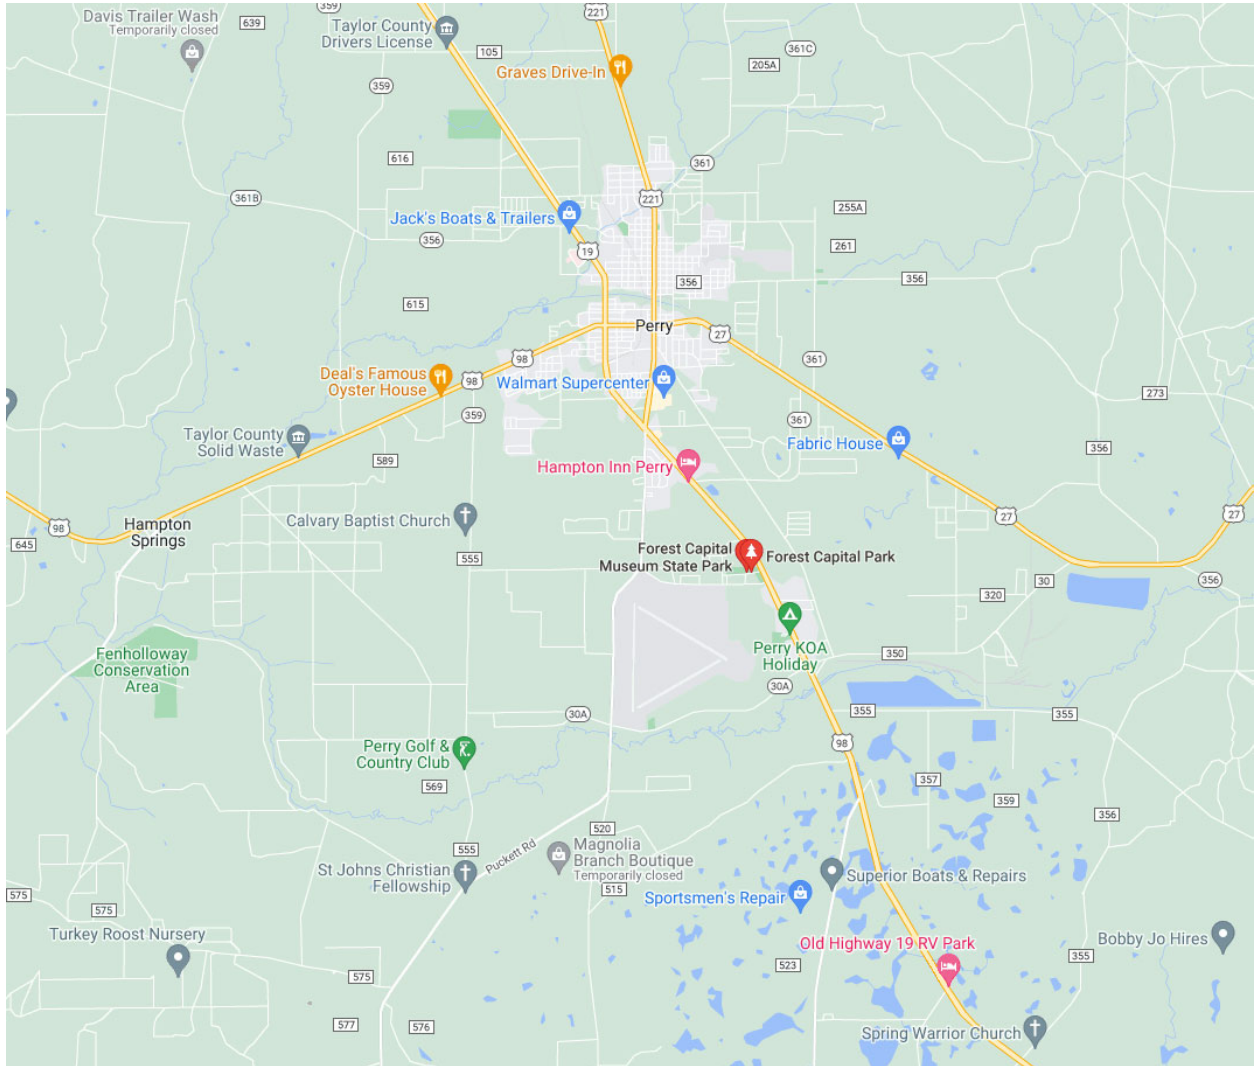 Davis Trailer Wash
Temporarily closed
639
359
Taylor County
Drivers License
105
221
Graves Drive-In
361C
205A
359
616
361
361B
221
255A
Jack's Boats & Trailers
356
19
261
356
356
615
Perry
27
98
361
Deal's Famous
Oyster House
98
Walmart Supercenter
359
273
361
Taylor County
Solid Waste
Fabric House
356
589
Hampton Inn Perry
98
Hampton
Springs
Calvary Baptist Church
27
27
645
555
Forest Capital
Museum State Park
Forest Capital Park
30
356
320
Fenholloway
Conservation
Area
Perry KOA
Holiday
350
30A
30A
355
355
Perry Golf &
Country Club
98
569
357
359
356
520
555
Puckett Rd
Magnolia
Branch Boutique
Temporarily closed
St Johns Christian
Fellowship
515
Superior Boats & Repairs
575
575
Sportsmen's Repair
Turkey Roost Nursery
Old Highway 19 RV Park
Bobby Jo Hires
355
523
575
577
576
Spring Warrior Church